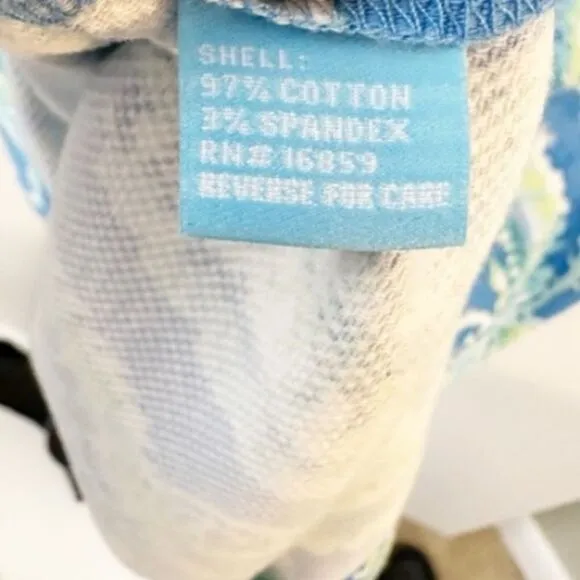 SHELL:
97% COTTON
3% SPANDEX
RN# 16859
REVERSE FOR CARE